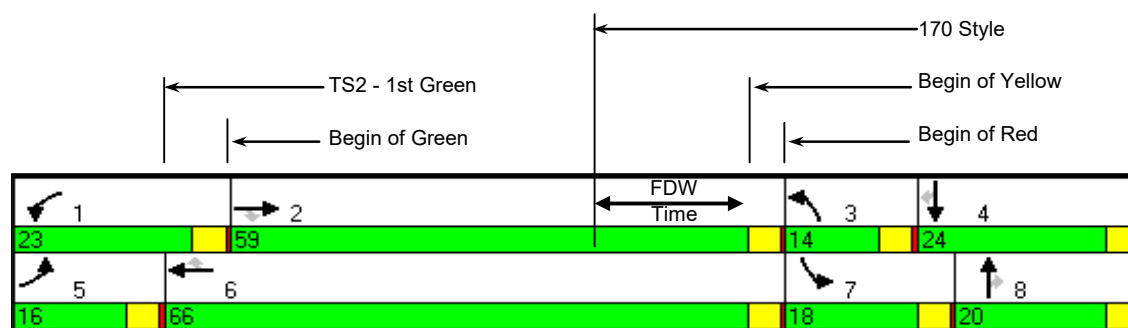 170 Style
TS2 - 1st Green
Begin of Yellow
Begin of Green
Begin of Red
FDW
Time
1
2
3
4
23
59
14
24
5
6
7
8
16
66
18
20